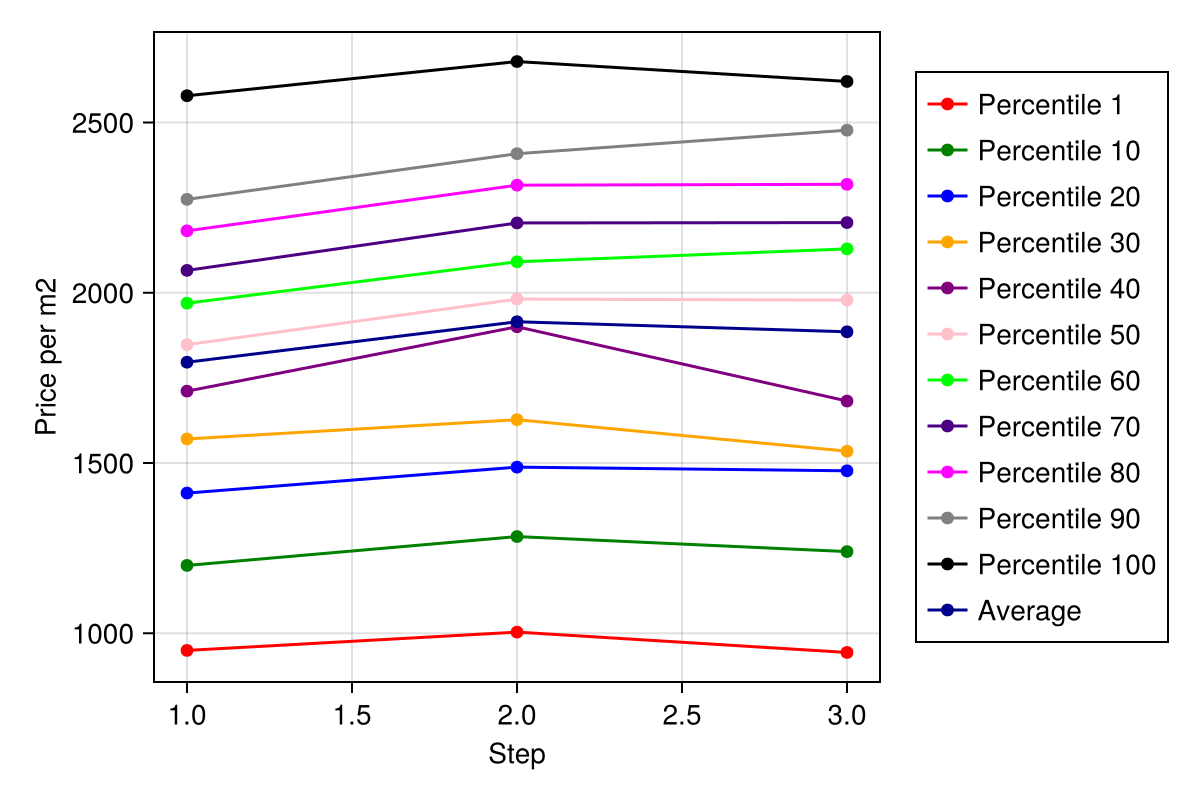 2500
2000
1500
1000
Price per m2
1.0
1.5
2.0
2.5
3.0
Step
Percentile 1
Percentile 10
Percentile 20
Percentile 30
Percentile 40
Percentile 50
Percentile 60
Percentile 70
Percentile 80
Percentile 90
Percentile 100
Average